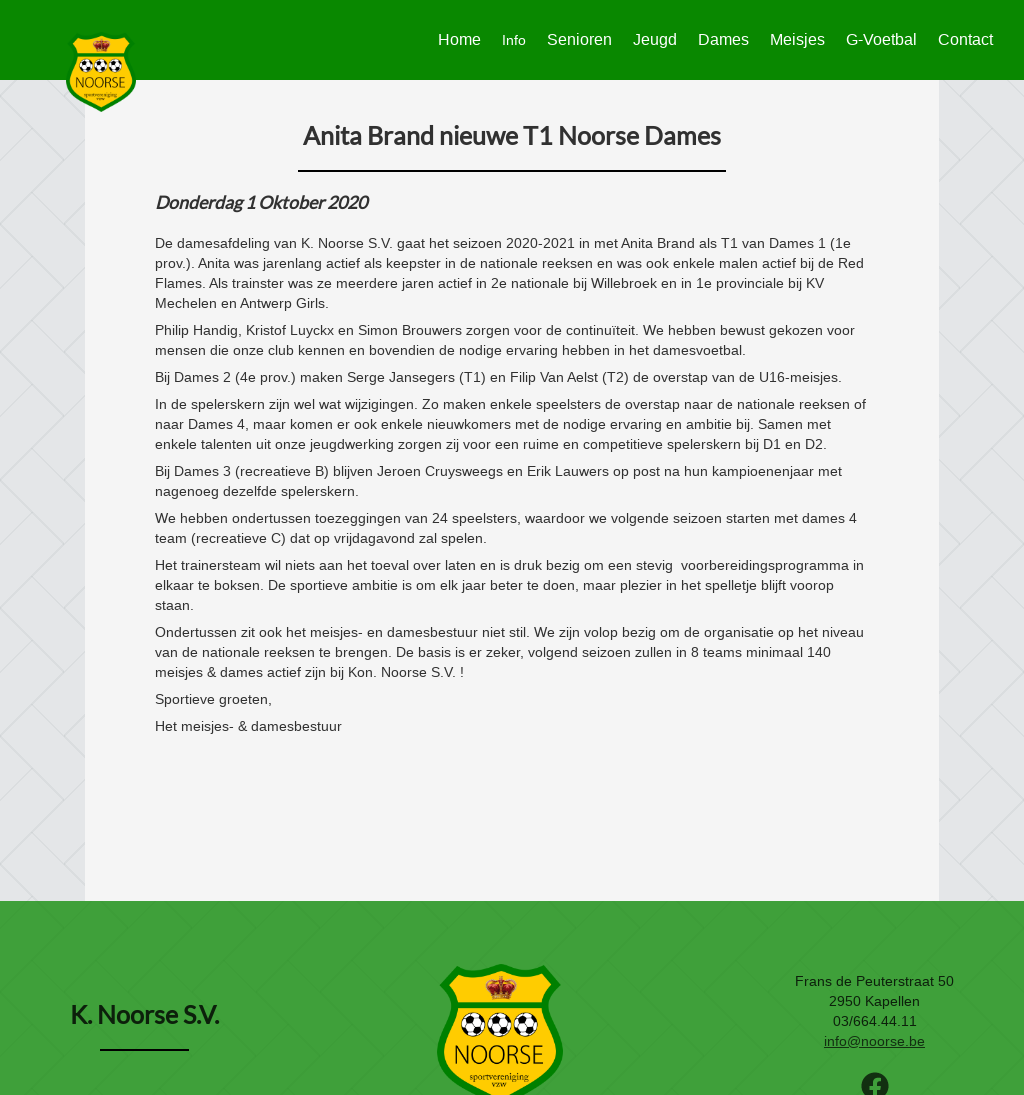 Home Info Senioren Jeugd Dames Meisjes G-Voetbal Contact
NOORSE
sportvereniging
vzw
Anita Brand nieuwe T1 Noorse Dames
Donderdag 1 Oktober 2020
De damesafdeling van K. Noorse S.V. gaat het seizoen 2020-2021 in met Anita Brand als T1 van Dames 1 (1e
prov.). Anita was jarenlang actief als keepster in de nationale reeksen en was ook enkele malen actief bij de Red
Flames. Als trainster was ze meerdere jaren actief in 2e nationale bij Willebroek en in 1e provinciale bij KV
Mechelen en Antwerp Girls.
Philip Handig, Kristof Luyckx en Simon Brouwers zorgen voor de continuïteit. We hebben bewust gekozen voor
mensen die onze club kennen en bovendien de nodige ervaring hebben in het damesvoetbal.
Bij Dames 2 (4e prov.) maken Serge Jansegers (T1) en Filip Van Aelst (T2) de overstap van de U16-meisjes.
In de spelerskern zijn wel wat wijzigingen. Zo maken enkele speelsters de overstap naar de nationale reeksen of
naar Dames 4, maar komen er ook enkele nieuwkomers met de nodige ervaring en ambitie bij. Samen met
enkele talenten uit onze jeugdwerking zorgen zij voor een ruime en competitieve spelerskern bij D1 en D2.
Bij Dames 3 (recreatieve B) blijven Jeroen Cruysweegs en Erik Lauwers op post na hun kampioenenjaar met
nagenoeg dezelfde spelerskern.
We hebben ondertussen toezeggingen van 24 speelsters, waardoor we volgende seizoen starten met dames 4
team (recreatieve C) dat op vrijdagavond zal spelen.
Het trainersteam wil niets aan het toeval over laten en is druk bezig om een stevig  voorbereidingsprogramma in
elkaar te boksen. De sportieve ambitie is om elk jaar beter te doen, maar plezier in het spelletje blijft voorop
staan.
Ondertussen zit ook het meisjes- en damesbestuur niet stil. We zijn volop bezig om de organisatie op het niveau
van de nationale reeksen te brengen. De basis is er zeker, volgend seizoen zullen in 8 teams minimaal 140
meisjes & dames actief zijn bij Kon. Noorse S.V. !
Sportieve groeten,
Het meisjes- & damesbestuur
K. Noorse S.V.
NOORSE
sportvereniging
vzw
Frans de Peuterstraat 50
2950 Kapellen
03/664.44.11
info@noorse.be